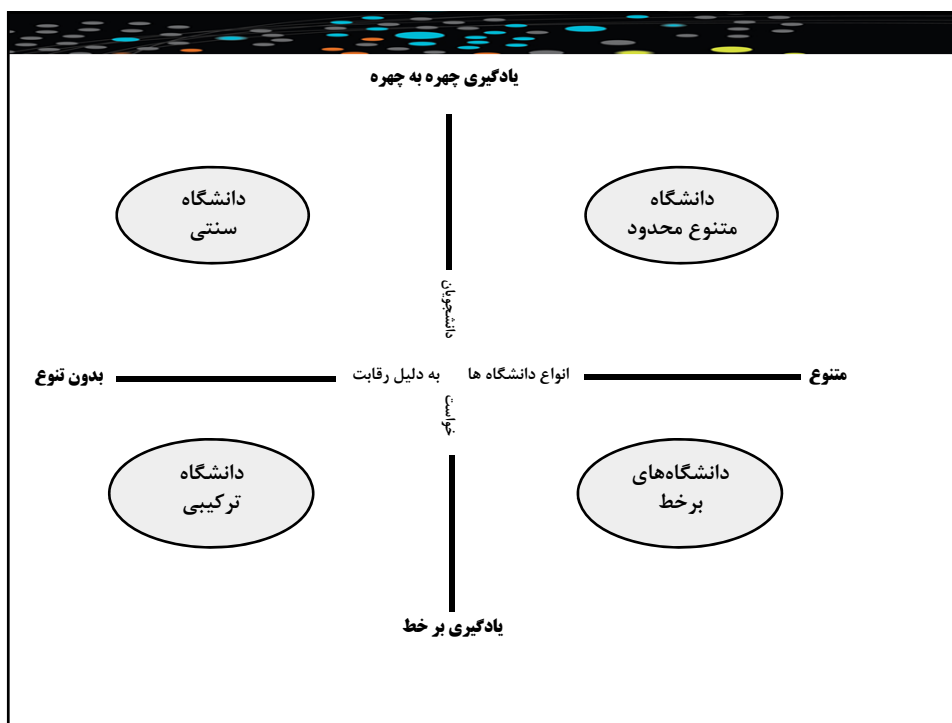 یادگیری چهره به چهره
دانشگاه
متنوع محدود
دانشگاه
سنتی
دانشجویان
متنوع
انواع دانشگاه ها
به دلیل رقابت
بدون تنوع
خواست
دانشگاه‌های
برخط
دانشگاه
ترکیبی
یادگیری بر خط